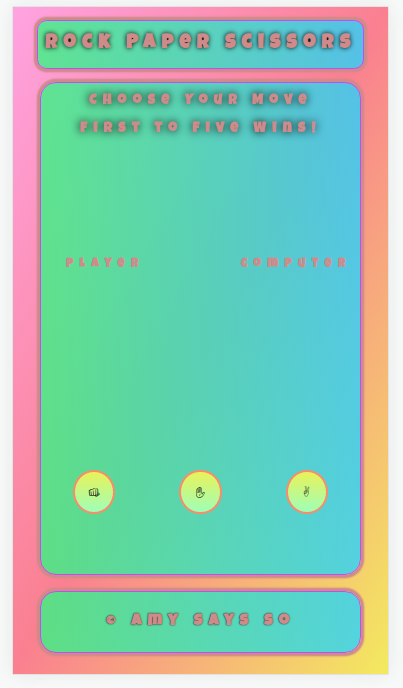 ROCK PAPER SCISSORS
CHOOSE YOUR MOVE
FIRST TO FIVE WINS!
PLAYER COMPUTER
© AMY SAYS SO